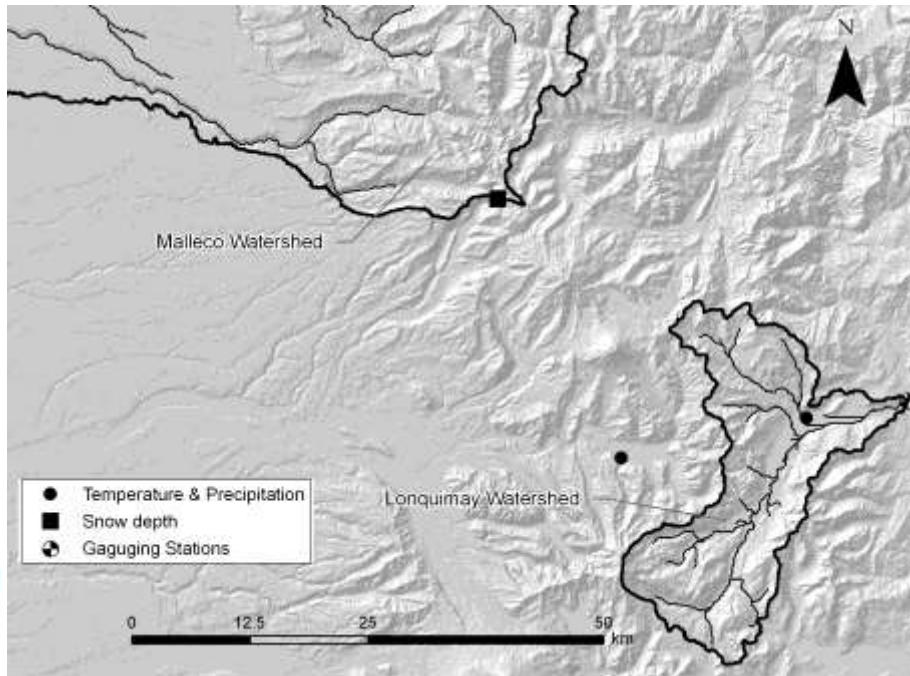 N
Malleco Watershed
Lonquimay Watershed
Temperature & Precipitation
Snow depth
Gaguging Stations
0 12.5 25 50
km